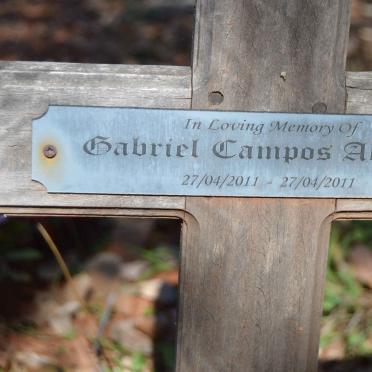 In Loving Memory Of
Gabriel Campos
27/04/2011 - 27/04/2011